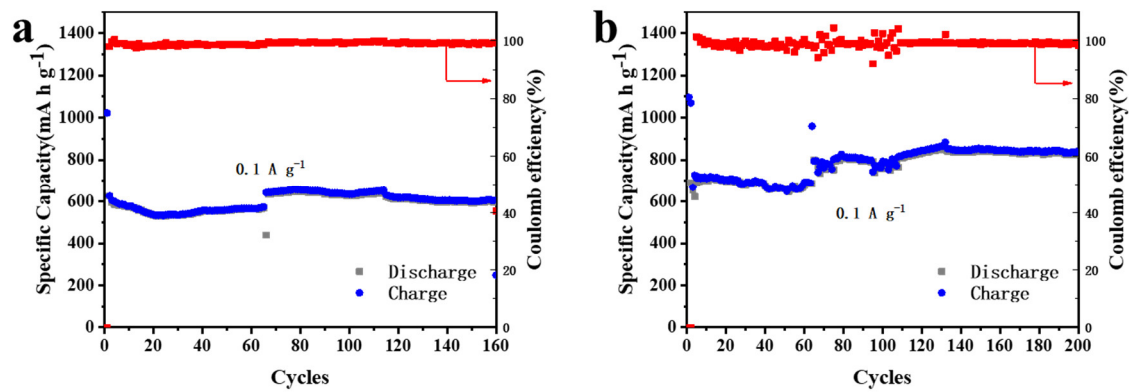 a
1400
1200
1000
800
600
400
200
0
Specific Capacity(mA h g⁻¹)
0.1 A g⁻¹
Discharge
Charge
0 20 40 60 80 100 120 140 160
Cycles
100
80
60
40
20
0
Coulomb effciency(%)
b
1400
1200
1000
800
600
400
200
0
Specific Capacity(mA h g⁻¹)
0.1 A g⁻¹
Discharge
Charge
0 20 40 60 80 100 120 140 160 180 200
Cycles
100
80
60
40
20
0
Coulomb effciency(%)